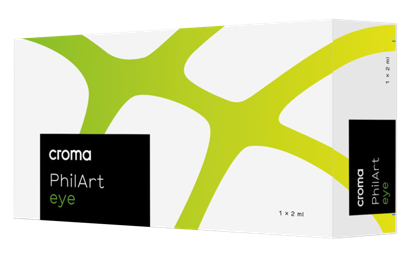 croma
PhilArt
eye
1 x 2 ml
1 x 2 ml
croma
PhilArt
eye